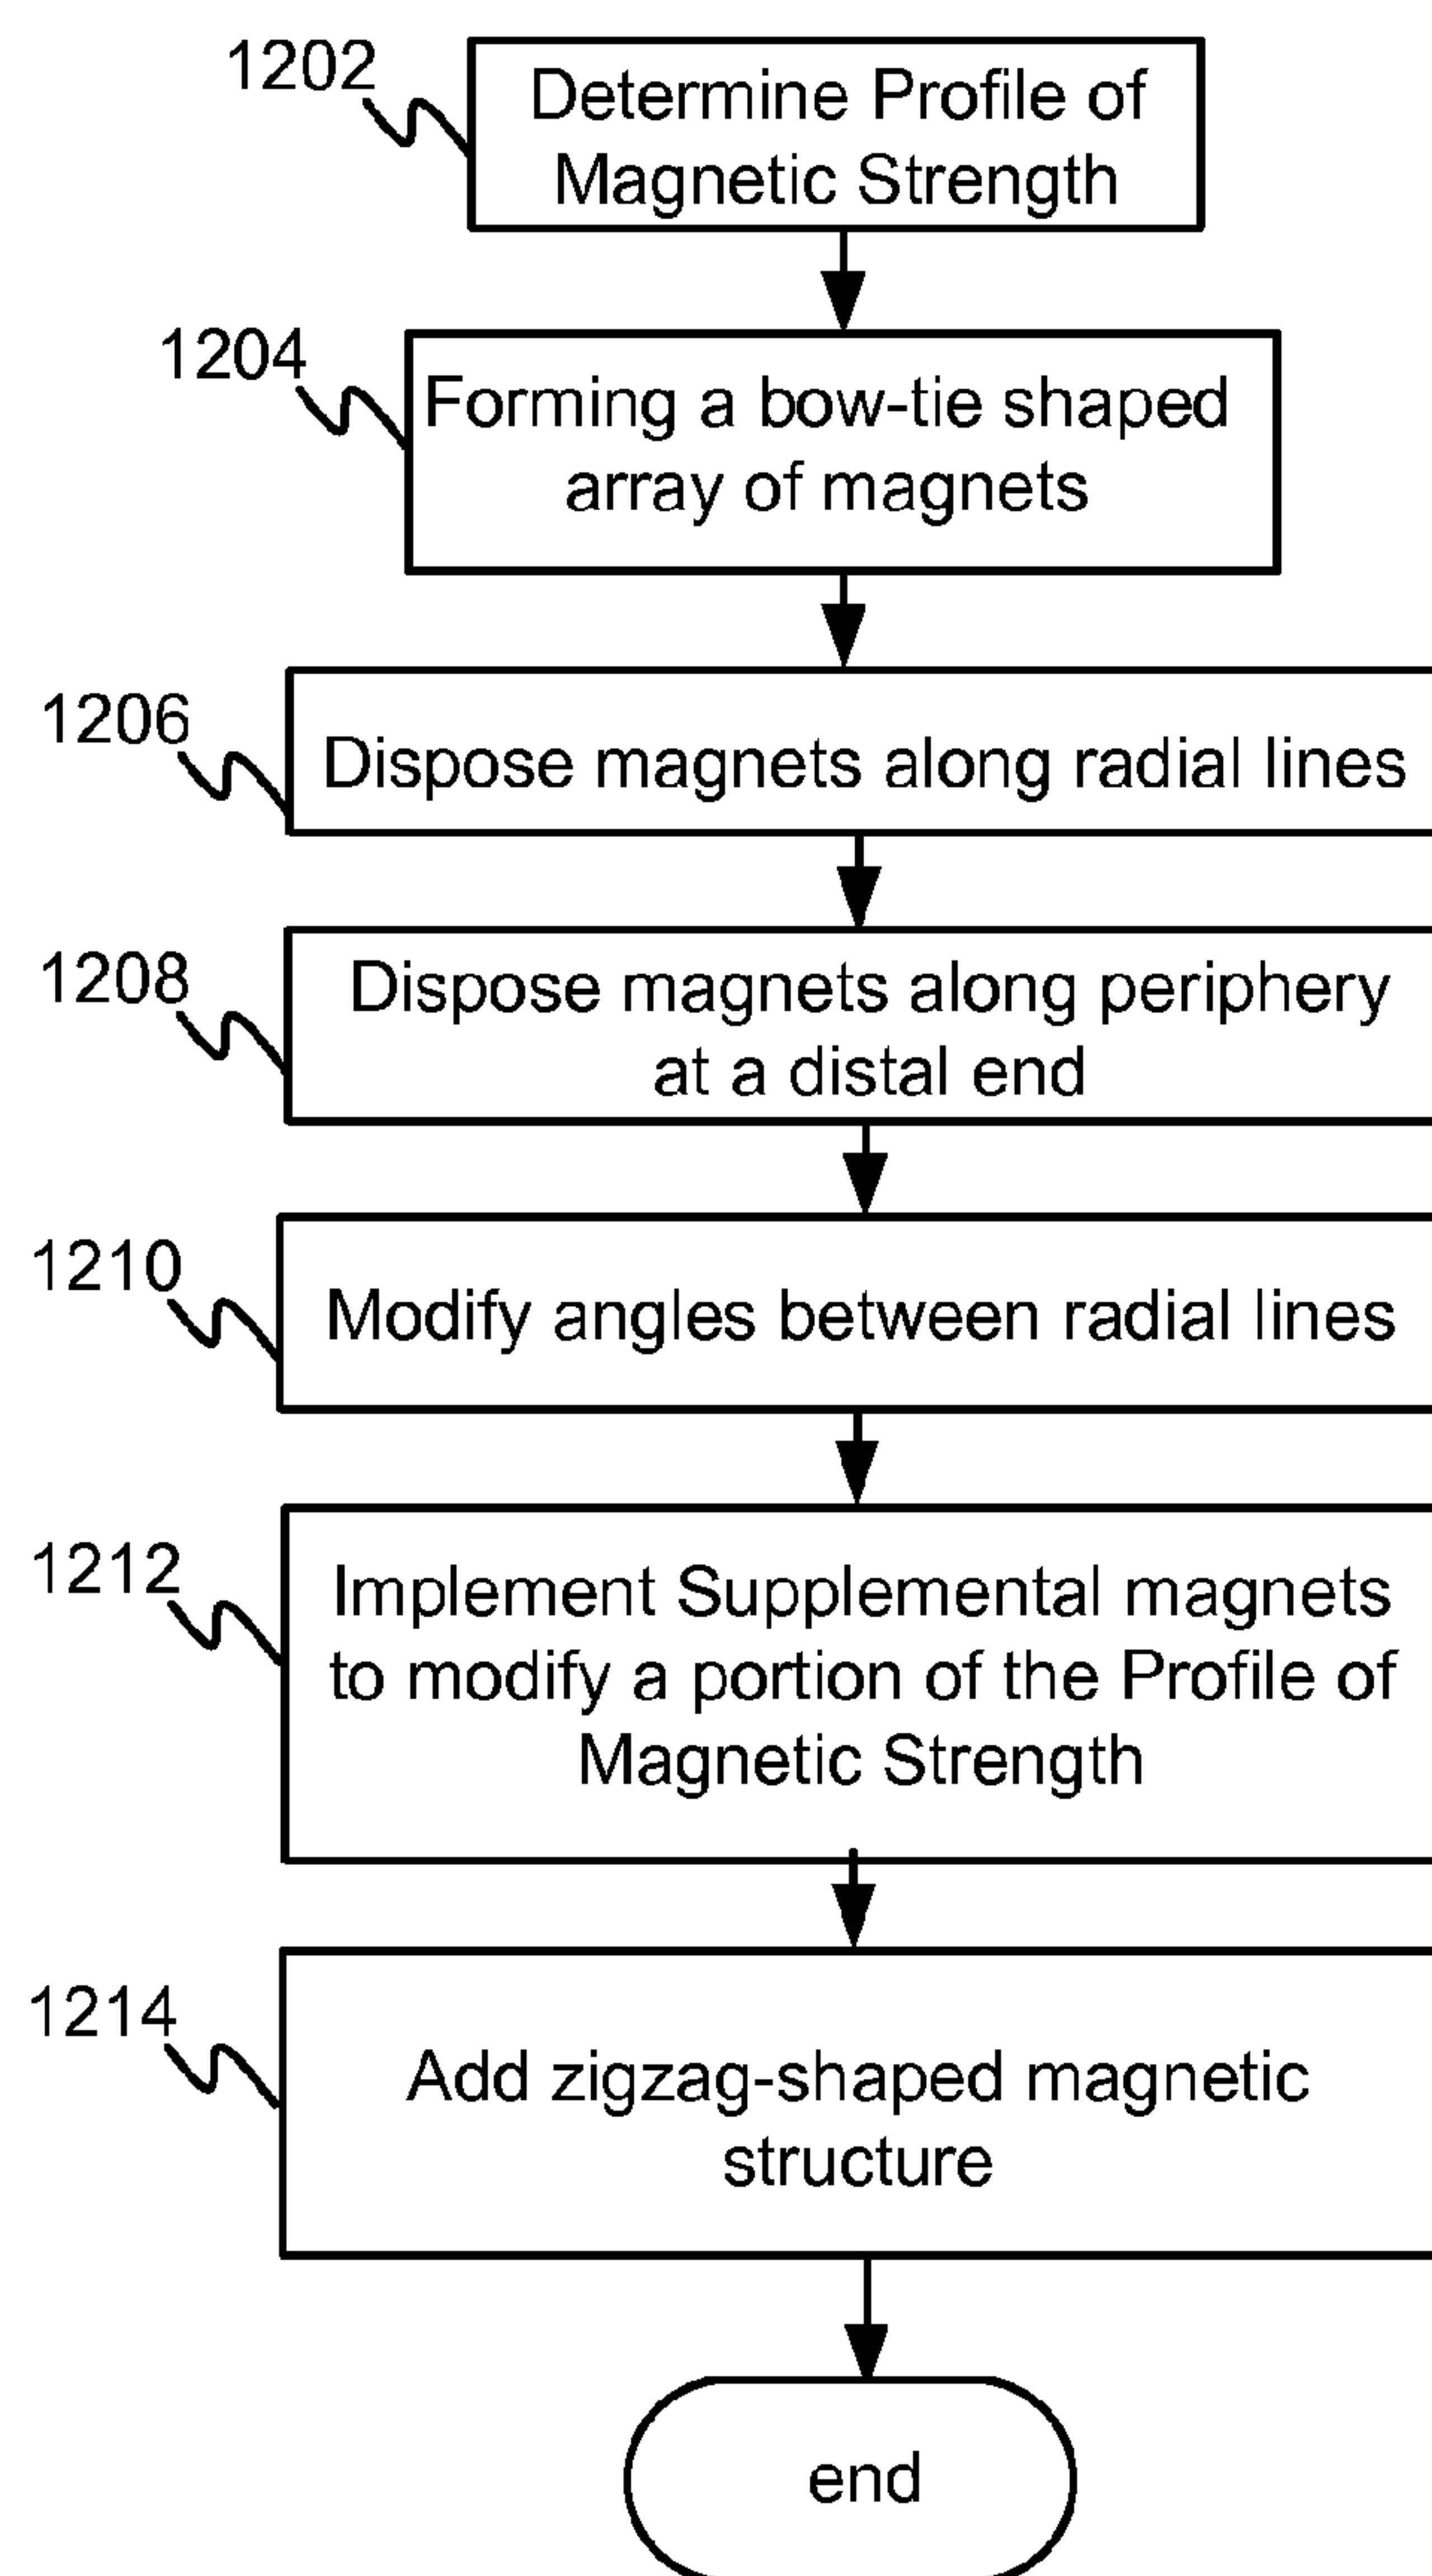 1202
Determine Profile of
Magnetic Strength
1204
Forming a bow-tie shaped
array of magnets
1206
Dispose magnets along radial lines
1208
Dispose magnets along periphery
at a distal end
1210
Modify angles between radial lines
1212
Implement Supplemental magnets
to modify a portion of the Profile of
Magnetic Strength
1214
Add zigzag-shaped magnetic
structure
end